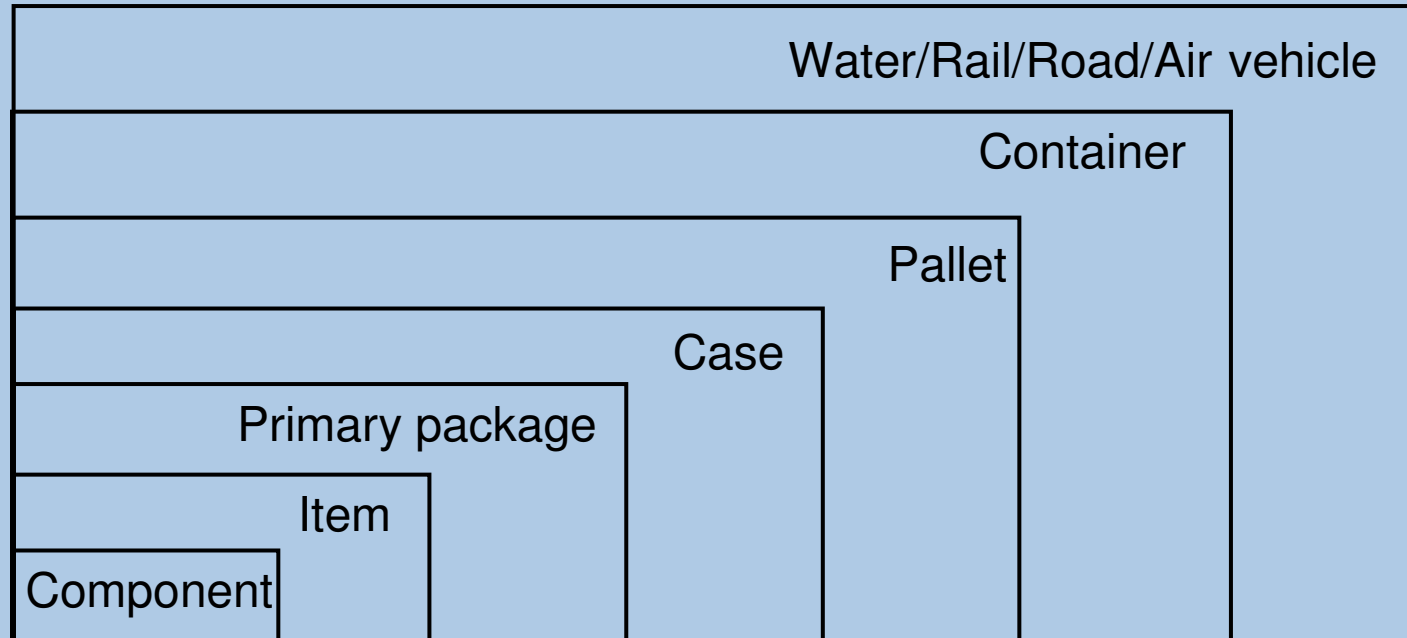 Water/Rail/Road/Air vehicle
Container
Pallet
Case
Primary package
Item
Component